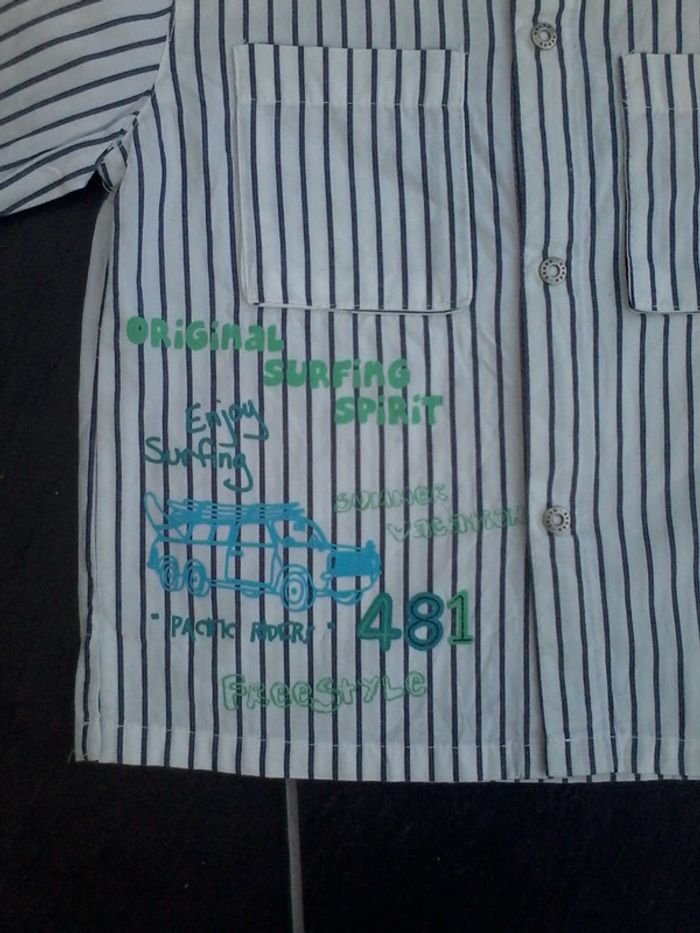 ORiGiNaL
SURFiNG
SPiRiT
Enjoy
Surfing
SUMMER
VaCaTiON
"PACIFIC RIDERS"
481
FReeStYLe